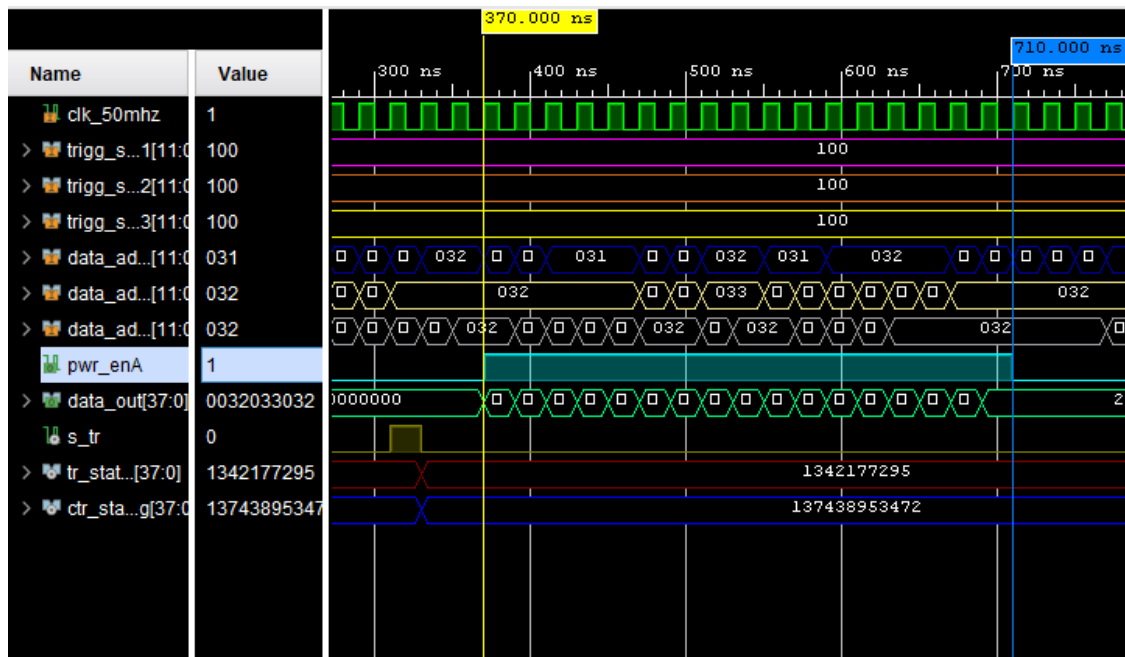 370.000 ns
710.000 ns
Name Value
300 ns 400 ns 500 ns 600 ns 700 ns
clk_50mhz 1
> trigg_s...1[11:0 100 100
> trigg_s...2[11:0 100 100
> trigg_s...3[11:0 100 100
> data_ad...[11:0 031 032 031 032 031 032
> data_ad...[11:0 032 032 033 032
> data_ad...[11:0 032 032 032 032 032
pwr_enA 1
> data_out[37:0] 0032033032 0000000 2
s_tr 0
> tr_stat...[37:0] 1342177295 1342177295
> ctr_sta...g[37:0 13743895347 137438953472